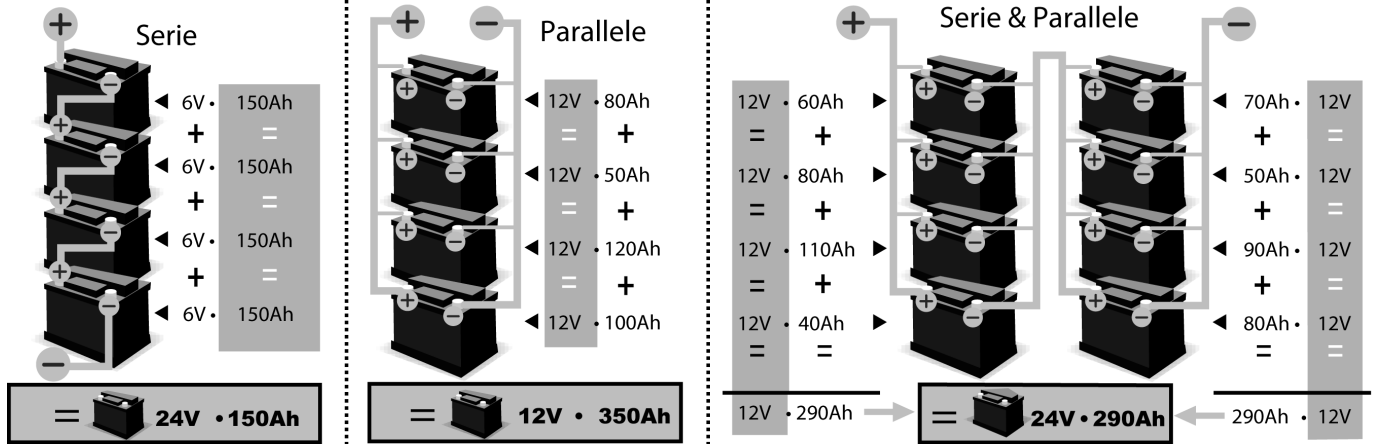 Serie
+
6V · 150Ah
+ =
6V · 150Ah
+ =
6V · 150Ah
+ =
6V · 150Ah
−
= 24V · 150Ah
Parallele
+ −
12V · 80Ah
= +
12V · 50Ah
= +
12V · 120Ah
= +
12V · 100Ah
= 12V · 350Ah
Serie & Parallele
+ −
12V · 60Ah
= +
12V · 80Ah
= +
12V · 110Ah
= +
12V · 40Ah
= =
12V · 290Ah
70Ah · 12V
+ =
50Ah · 12V
+ =
90Ah · 12V
+ =
80Ah · 12V
= =
290Ah · 12V
= 24V · 290Ah